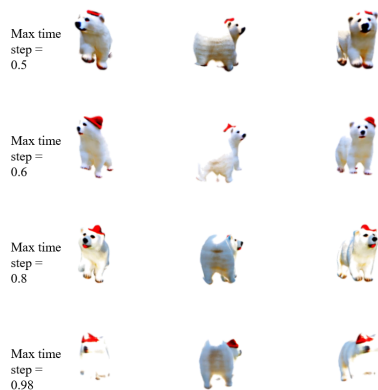 Max time
step =
0.5
Max time
step =
0.6
Max time
step =
0.8
Max time
step =
0.98